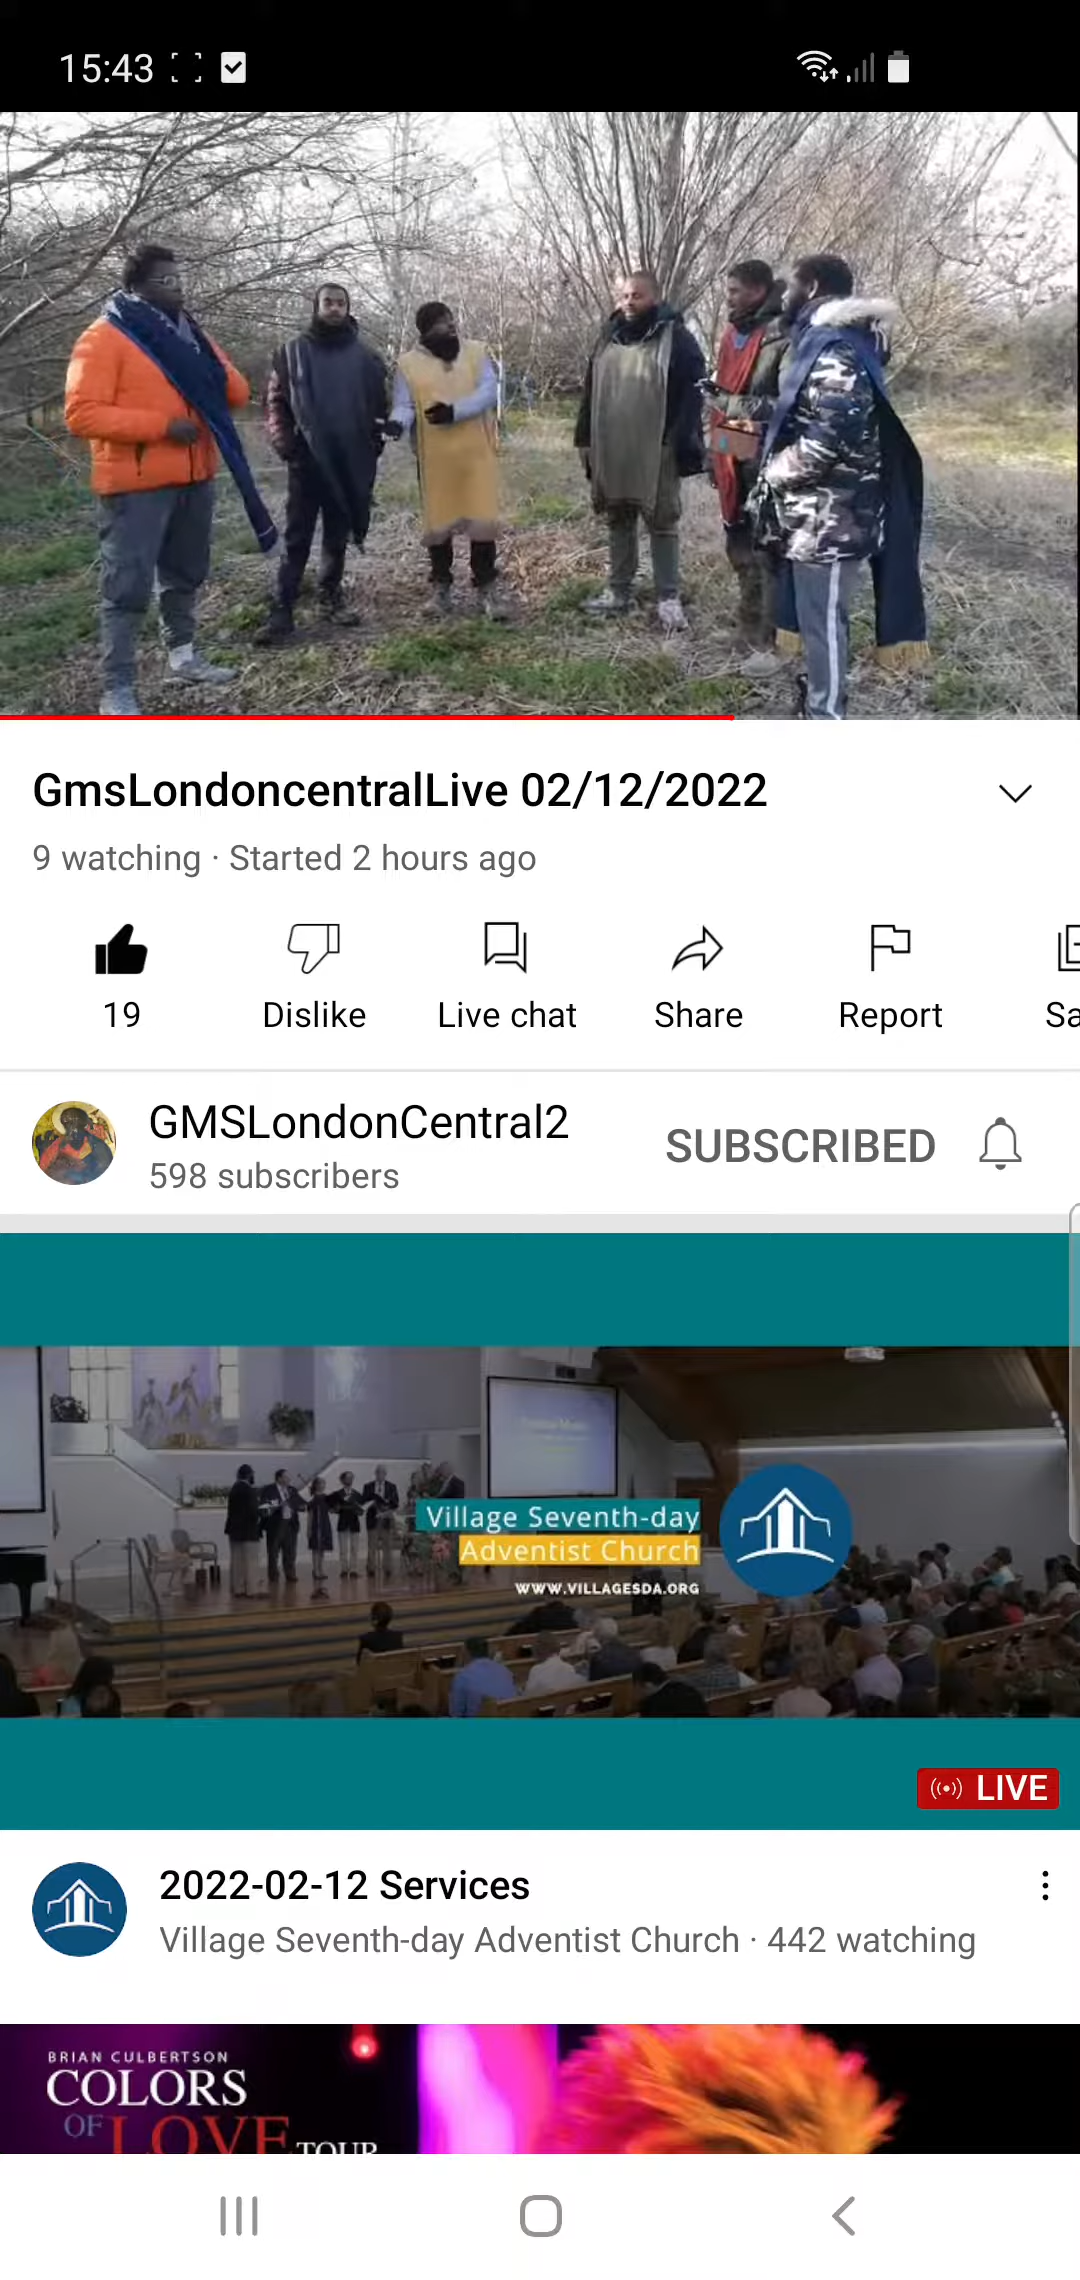 15:43
GmsLondoncentralLive 02/12/2022
9 watching · Started 2 hours ago
19
Dislike
Live chat
Share
Report
Sa
GMSLondonCentral2
598 subscribers
SUBSCRIBED
Village Seventh-day
Adventist Church
WWW.VILLAGESDA.ORG
LIVE
2022-02-12 Services
Village Seventh-day Adventist Church · 442 watching
BRIAN CULBERTSON
COLORS
OF LOVE TOUR